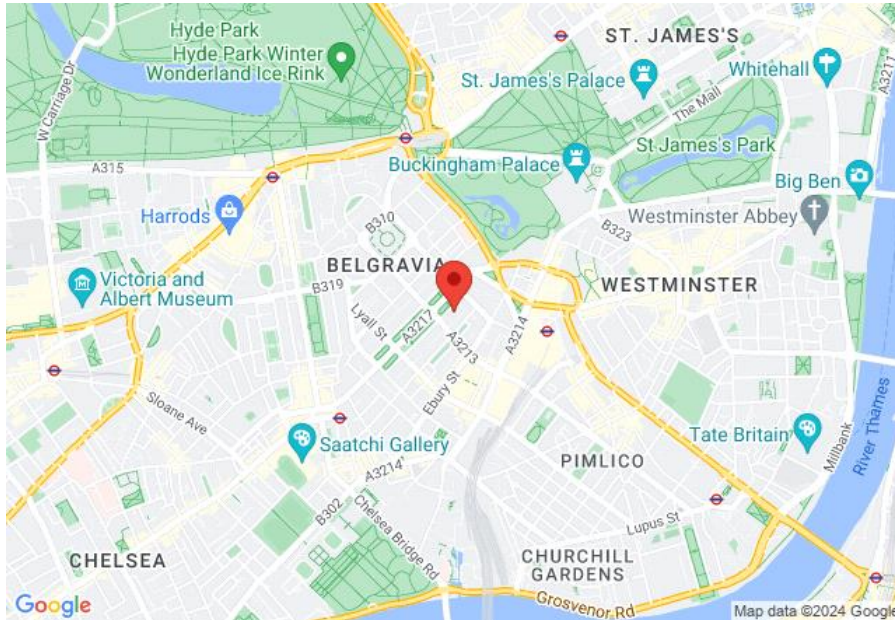 Hyde Park
Hyde Park Winter
Wonderland Ice Rink
ST. JAMES'S
St. James's Palace
Whitehall
A3211
W Carriage Dr
The Mall
A315
Buckingham Palace
St James's Park
Big Ben
Harrods
B310
Westminster Abbey
B323
BELGRAVIA
WESTMINSTER
Victoria and
Albert Museum
B319
Lyall St
A3217
A3213
A3214
Ebury St
Sloane Ave
Saatchi Gallery
Tate Britain
Millbank
River Thames
PIMLICO
A3214
B302
Chelsea Bridge Rd
Lupus St
CHELSEA
CHURCHILL
GARDENS
Grosvenor Rd
Google
Map data ©2024 Google